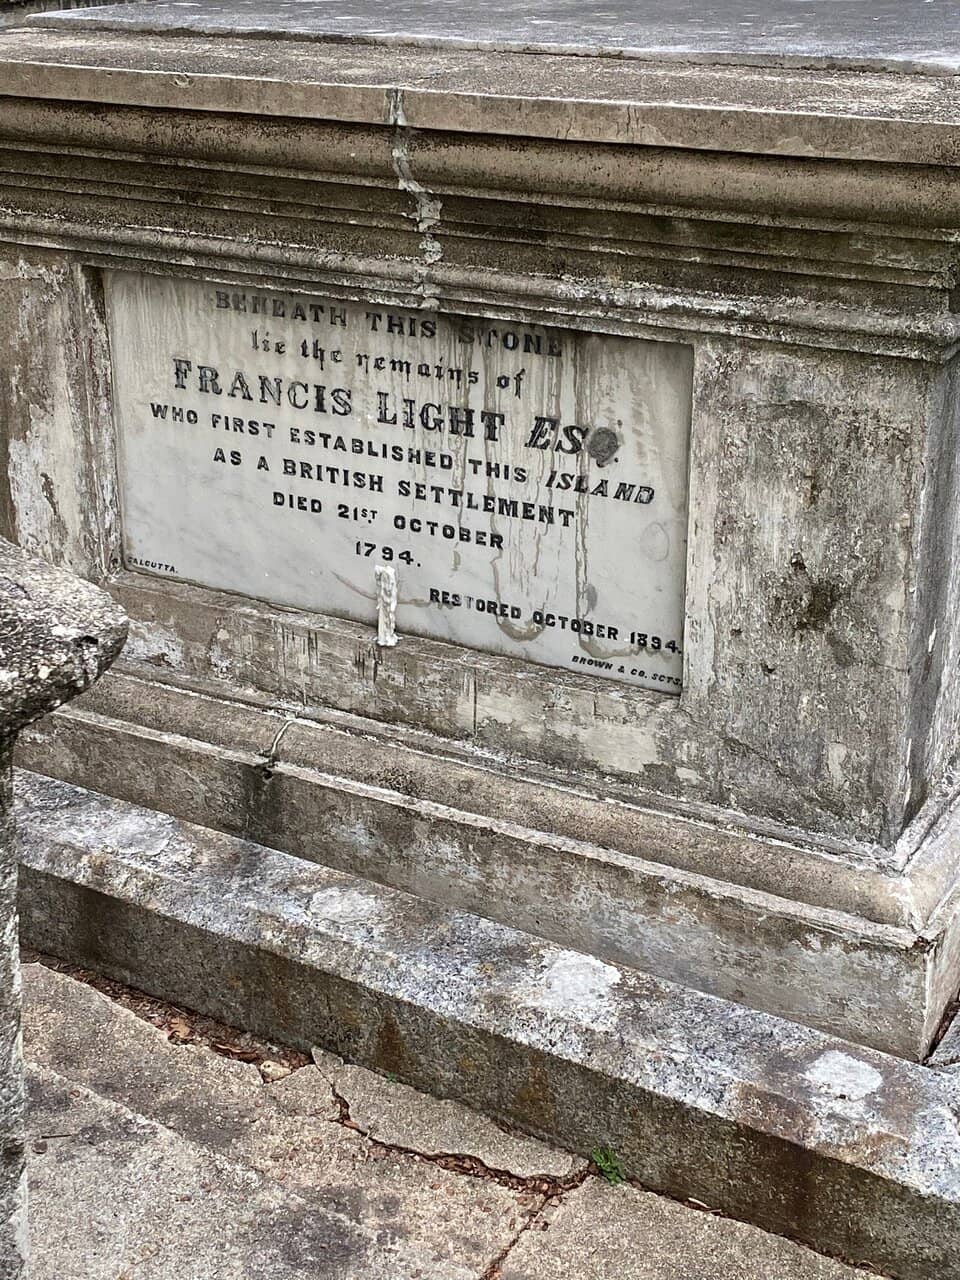 BENEATH THIS STONE
lie the remains of
FRANCIS LIGHT ESQ
WHO FIRST ESTABLISHED THIS ISLAND
AS A BRITISH SETTLEMENT
DIED 21ST OCTOBER
1794.
RESTORED OCTOBER 1894.
CALCUTTA.
BROWN & CO. SCTS